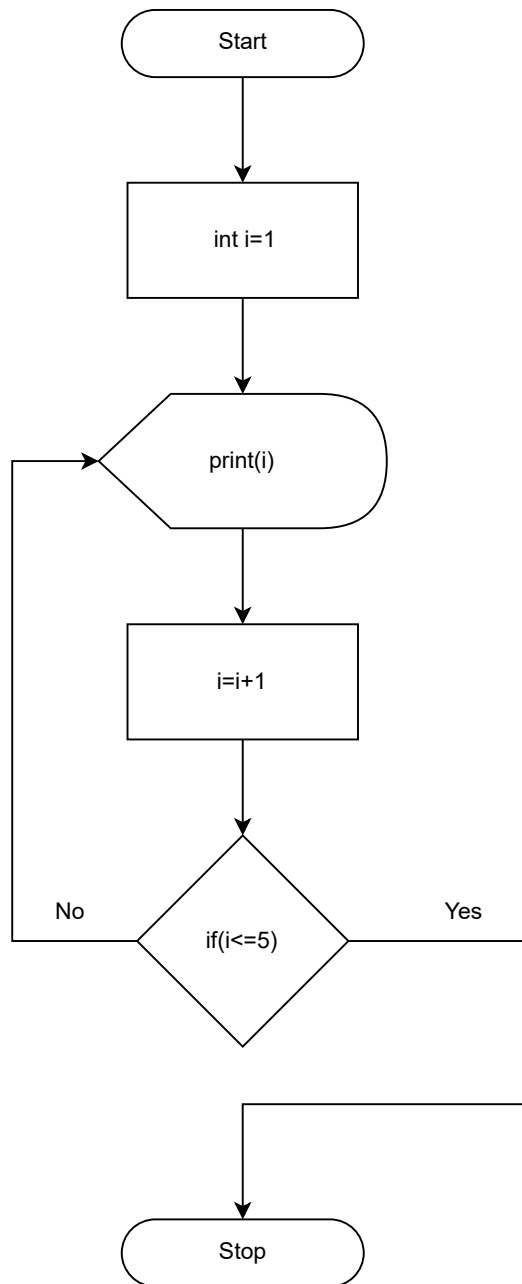 Start
int i=1
print(i)
i=i+1
No
if(i<=5)
Yes
Stop